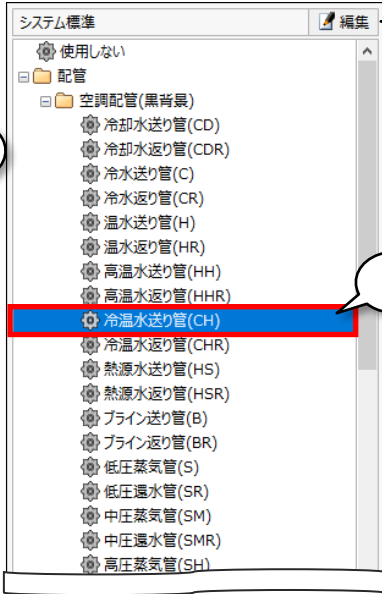 システム標準 編集
使用しない
配管
空調配管(黒背景)
冷却水送り管(CD)
冷却水返り管(CDR)
冷水送り管(C)
冷水返り管(CR)
温水送り管(H)
温水返り管(HR)
高温水送り管(HH)
高温水返り管(HHR)
冷温水送り管(CH)
冷温水返り管(CHR)
熱源水送り管(HS)
熱源水返り管(HSR)
ブライン送り管(B)
ブライン返り管(BR)
低圧蒸気管(S)
低圧還水管(SR)
中圧蒸気管(SM)
中圧還水管(SMR)
高圧蒸気管(SH)